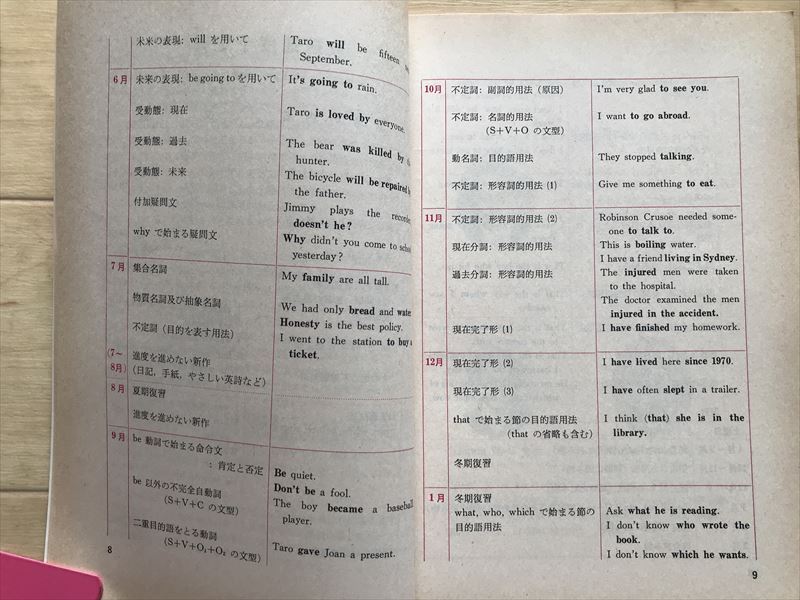 未来の表現: will を用いて
Taro will be fifteen
September.
6月
未来の表現: be going to を用いて
It's going to rain.
受動態: 現在
Taro is loved by everyone.
受動態: 過去
The bear was killed by
hunter.
受動態: 未来
The bicycle will be repaired
the father.
付加疑問文
Jimmy plays the
doesn't he?
why で始まる疑問文
Why didn't you come to
yesterday?
7月
集合名詞
My family are all tall.
物質名詞及び抽象名詞
We had only bread and
Honesty is the best policy.
不定詞 (目的を表す用法)
I went to the station to buy a
ticket.
(7〜
8月)
進度を進めない新作
(日記, 手紙, やさしい英詩など)
8月
夏期復習
進度を進めない新作
9月
be 動詞で始まる命令文
: 肯定と否定
Be quiet.
Don't be a fool.
be 以外の不完全自動詞
(S+V+C の文型)
The boy became a baseball
player.
二重目的語をとる動詞
(S+V+O₁+O₂ の文型)
Taro gave Joan a present.
8
10月
不定詞: 副詞的用法 (原因)
I'm very glad to see you.
不定詞: 名詞的用法
(S+V+O の文型)
I want to go abroad.
動名詞: 目的語用法
They stopped talking.
不定詞: 形容詞的用法 (1)
Give me something to eat.
11月
不定詞: 形容詞的用法 (2)
Robinson Crusoe needed some-
one to talk to.
現在分詞: 形容詞的用法
This is boiling water.
I have a friend living in Sydney.
過去分詞: 形容詞的用法
The injured men were taken
to the hospital.
The doctor examined the men
injured in the accident.
現在完了形 (1)
I have finished my homework.
12月
現在完了形 (2)
I have lived here since 1970.
現在完了形 (3)
I have often slept in a trailer.
that で始まる節の目的語用法
(that の省略も含む)
I think (that) she is in the
library.
冬期復習
1月
冬期復習
what, who, which で始まる節の
目的語用法
Ask what he is reading.
I don't know who wrote the
book.
I don't know which he wants.
9